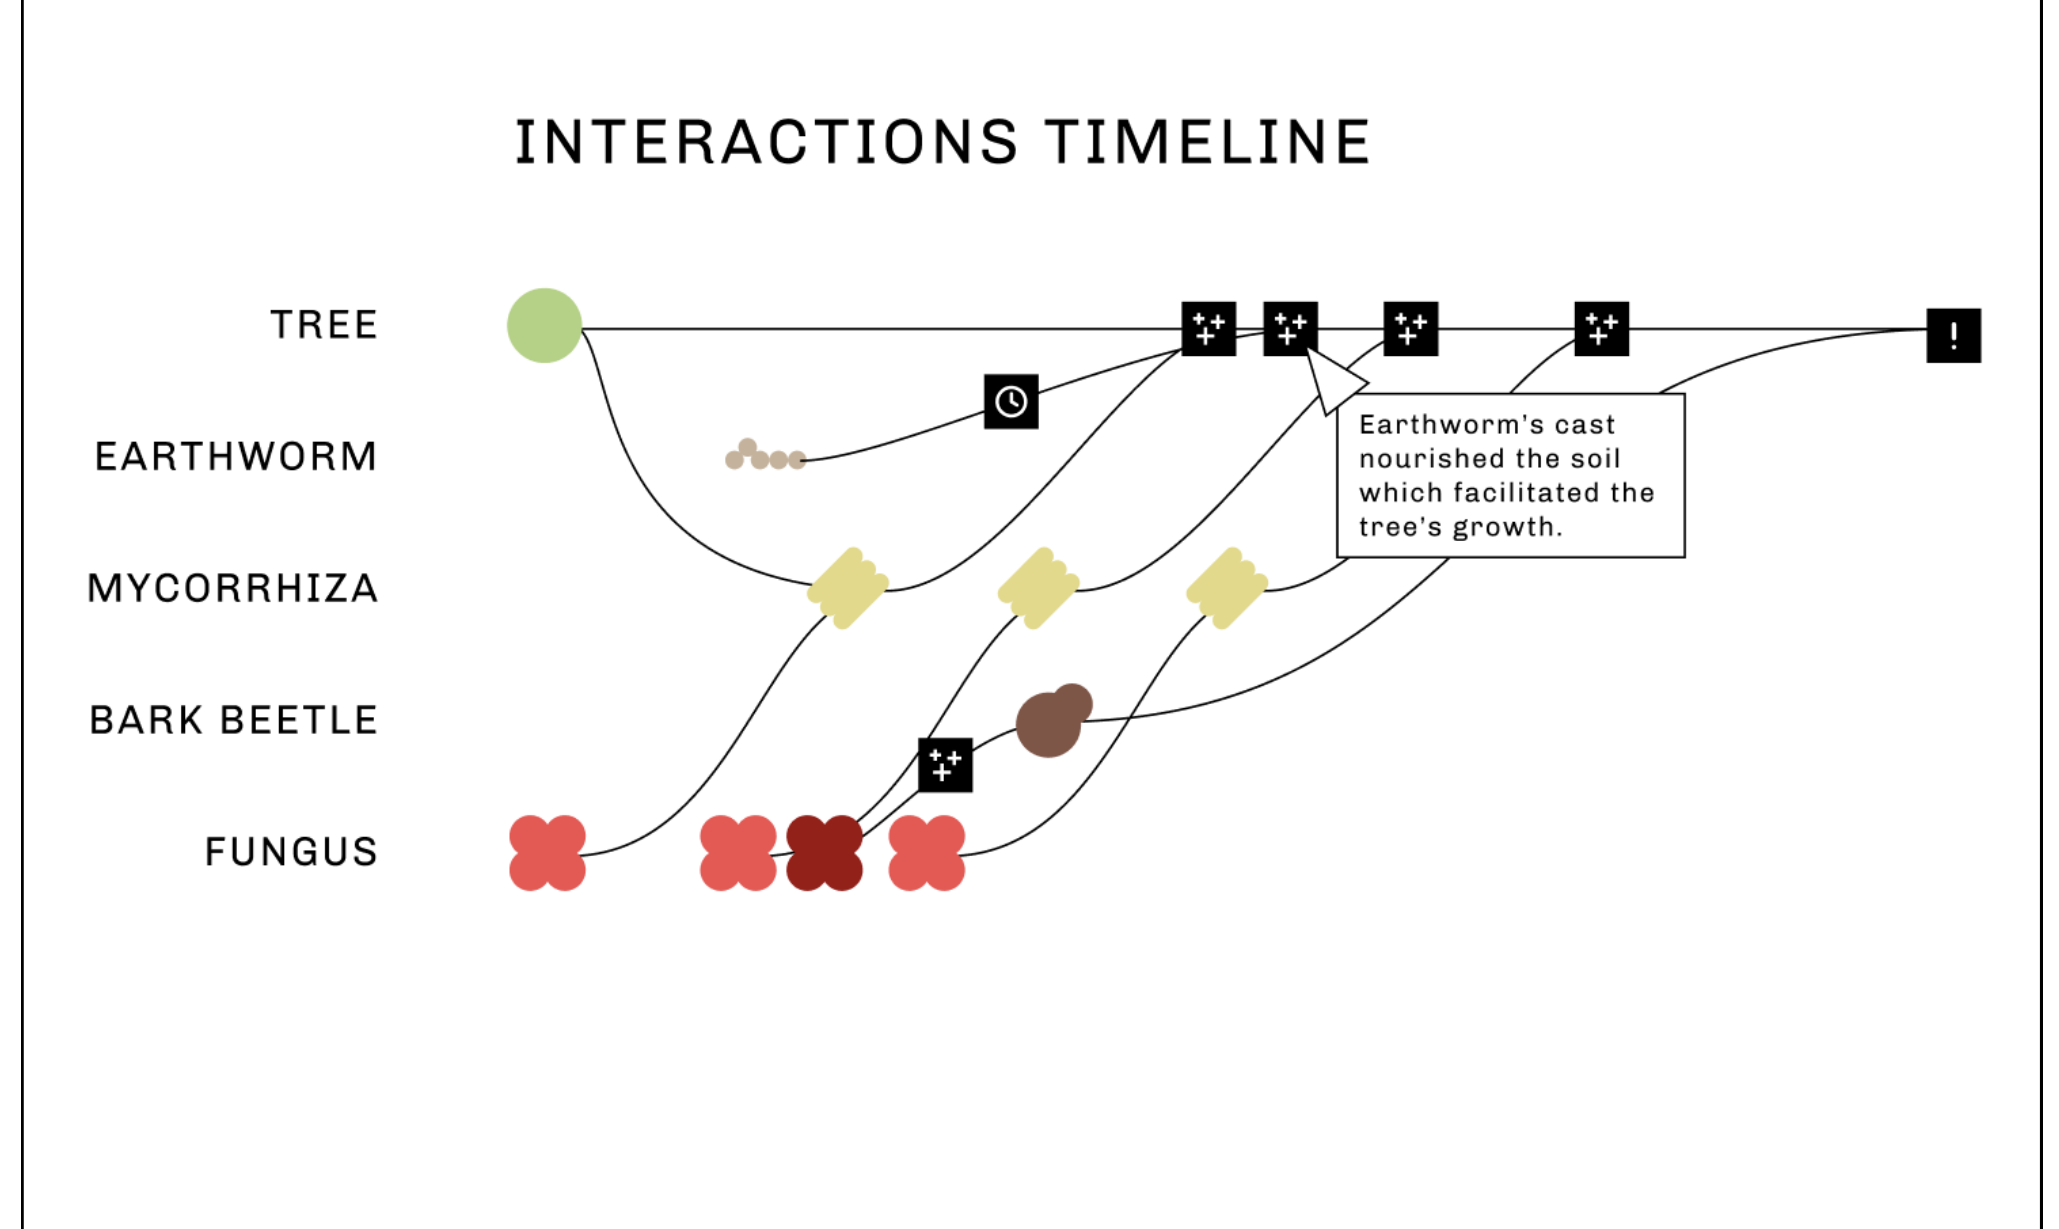 INTERACTIONS TIMELINE
TREE
EARTHWORM
MYCORRHIZA
BARK BEETLE
FUNGUS
!
Earthworm's cast
nourished the soil
which facilitated the
tree's growth.